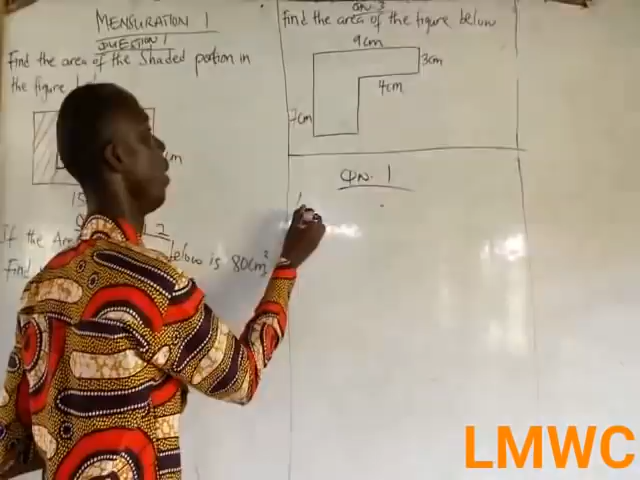 MENSURATION 1
QUESTION 1
Find the area of the shaded portion in
the figure
cm
15
2
If the Area
below is 80cm²
Find
QN. 3
Find the area of the figure below
9cm
3cm
4cm
7cm
QN. 1
LMWC